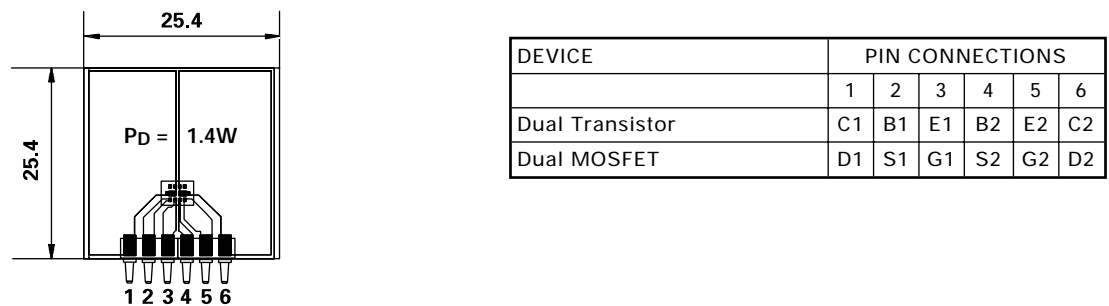 25.4
25.4
PD = 1.4W
1 2 3 4 5 6
DEVICE PIN CONNECTIONS
1 2 3 4 5 6
Dual Transistor C1 B1 E1 B2 E2 C2
Dual MOSFET D1 S1 G1 S2 G2 D2